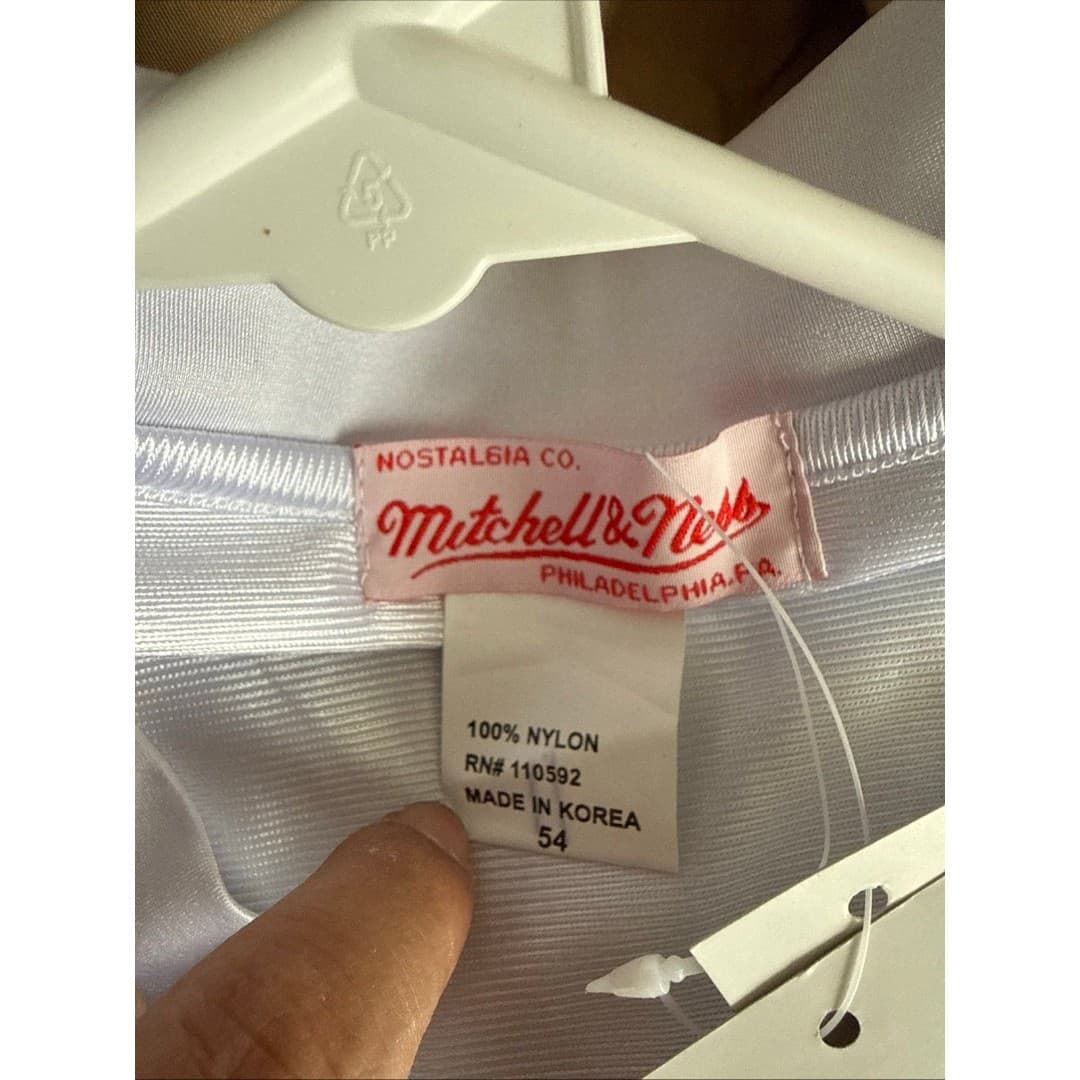 PP
NOSTALGIA CO.
Mitchell & Ness
PHILADELPHIA, PA.
100% NYLON
RN# 110592
MADE IN KOREA
54